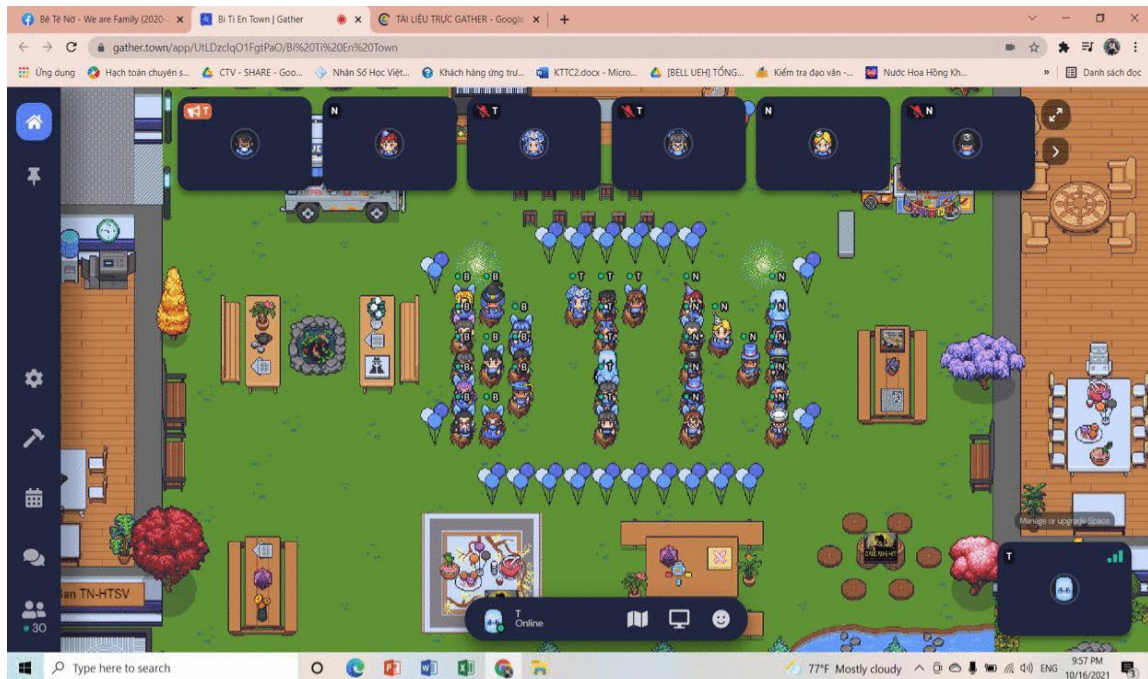 Bé Tê Nờ - We are Family (2020-
Bi Ti En Town | Gather
TÀI LIỆU TRỰC GATHER - Google
gather.town/app/UtLDzclqO1FgtPaO/Bi%20Ti%20En%20Town
Ứng dụng
Hạch toán chuyên s...
CTV - SHARE - Goo...
Nhân Số Học Việt...
Khách hàng ứng trư...
KTTC2.docx - Micro...
[BELL UEH] TỔNG...
Kiểm tra đạo văn -...
Nước Hoa Hồng Kh...
»
Danh sách đọc
T
N
T
T
N
N
B B T T T N N
B B N N N
B B N N
B B T N N
B B T N N
Manage or upgrade Space
T
an TN-HTSV
30
T
Online
Type here to search
77°F Mostly cloudy
ENG
9:57 PM
10/16/2021